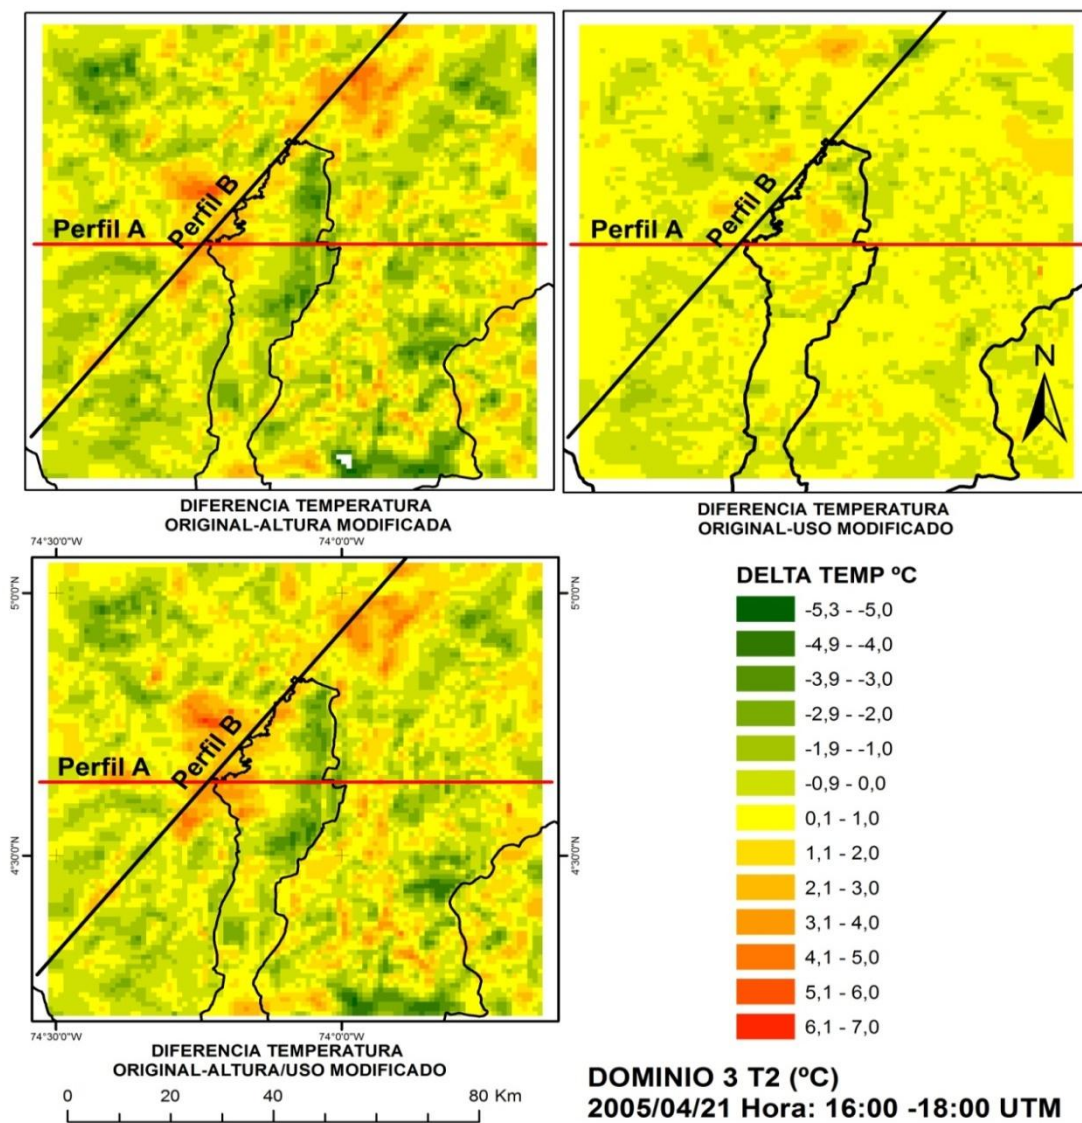 Perfil A
Perfil B
DIFERENCIA TEMPERATURA
ORIGINAL-ALTURA MODIFICADA
Perfil A
Perfil B
N
DIFERENCIA TEMPERATURA
ORIGINAL-USO MODIFICADO
74°30'0"W
74°0'0"W
5°0'0"N
5°0'0"N
4°30'0"N
4°30'0"N
Perfil A
Perfil B
74°30'0"W
74°0'0"W
DIFERENCIA TEMPERATURA
ORIGINAL-ALTURA/USO MODIFICADO
0 20 40 60 80 Km
DELTA TEMP ºC
-5,3 - -5,0
-4,9 - -4,0
-3,9 - -3,0
-2,9 - -2,0
-1,9 - -1,0
-0,9 - 0,0
0,1 - 1,0
1,1 - 2,0
2,1 - 3,0
3,1 - 4,0
4,1 - 5,0
5,1 - 6,0
6,1 - 7,0
DOMINIO 3 T2 (ºC)
2005/04/21 Hora: 16:00 -18:00 UTM